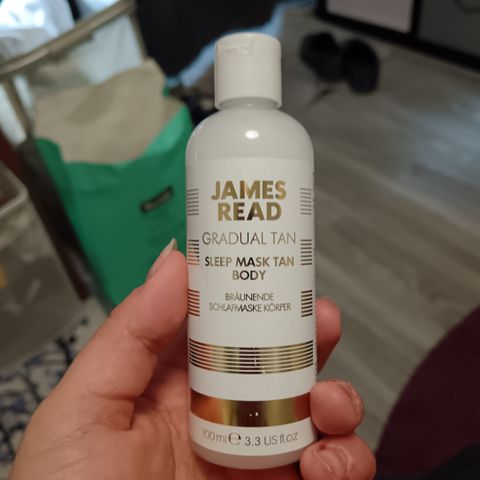 JAMES
READ
GRADUAL TAN
SLEEP MASK TAN
BODY
BRÄUNENDE
SCHLAFMASKE KÖRPER
100ml ℮ 3.3 US fl.oz